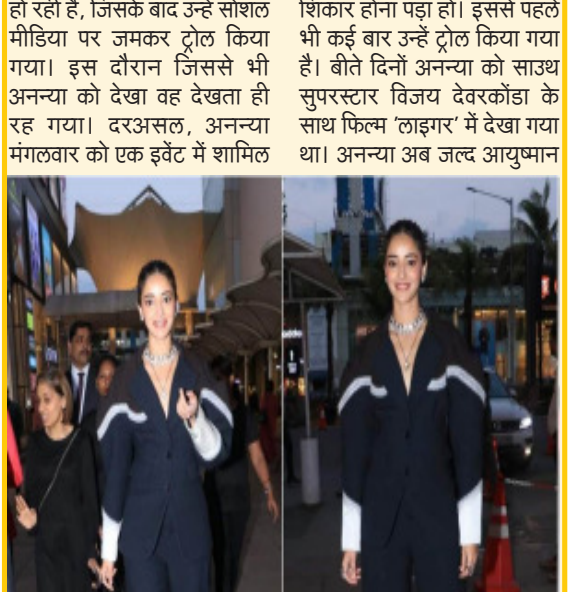 हो रही है, जिसके बाद उन्हें सोशल
मीडिया पर जमकर ट्रोल किया
गया। इस दौरान जिससे भी
अनन्या को देखा वह देखता ही
रह गया। दरअसल, अनन्या
मंगलवार को एक इवेंट में शामिल
शिकार होना पड़ा हो। इससे पहले
भी कई बार उन्हें ट्रोल किया गया
है। बीते दिनों अनन्या को साउथ
सुपरस्टार विजय देवरकोंडा के
साथ फिल्म ‘लाइगर’ में देखा गया
था। अनन्या अब जल्द आयुष्मान